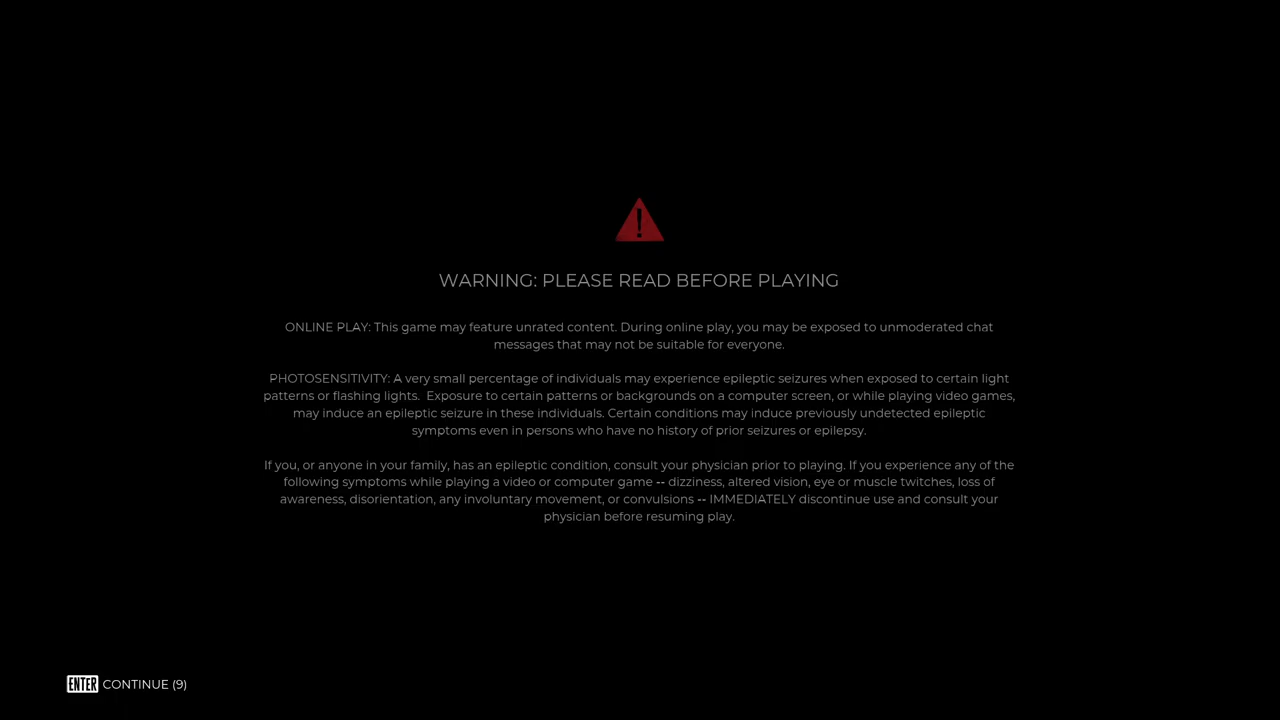 WARNING: PLEASE READ BEFORE PLAYING
ONLINE PLAY: This game may feature unrated content. During online play, you may be exposed to unmoderated chat
messages that may not be suitable for everyone.
PHOTOSENSITIVITY: A very small percentage of individuals may experience epileptic seizures when exposed to certain light
patterns or flashing lights.  Exposure to certain patterns or backgrounds on a computer screen, or while playing video games,
may induce an epileptic seizure in these individuals. Certain conditions may induce previously undetected epileptic
symptoms even in persons who have no history of prior seizures or epilepsy.
If you, or anyone in your family, has an epileptic condition, consult your physician prior to playing. If you experience any of the
following symptoms while playing a video or computer game -- dizziness, altered vision, eye or muscle twitches, loss of
awareness, disorientation, any involuntary movement, or convulsions -- IMMEDIATELY discontinue use and consult your
physician before resuming play.
ENTER CONTINUE (9)